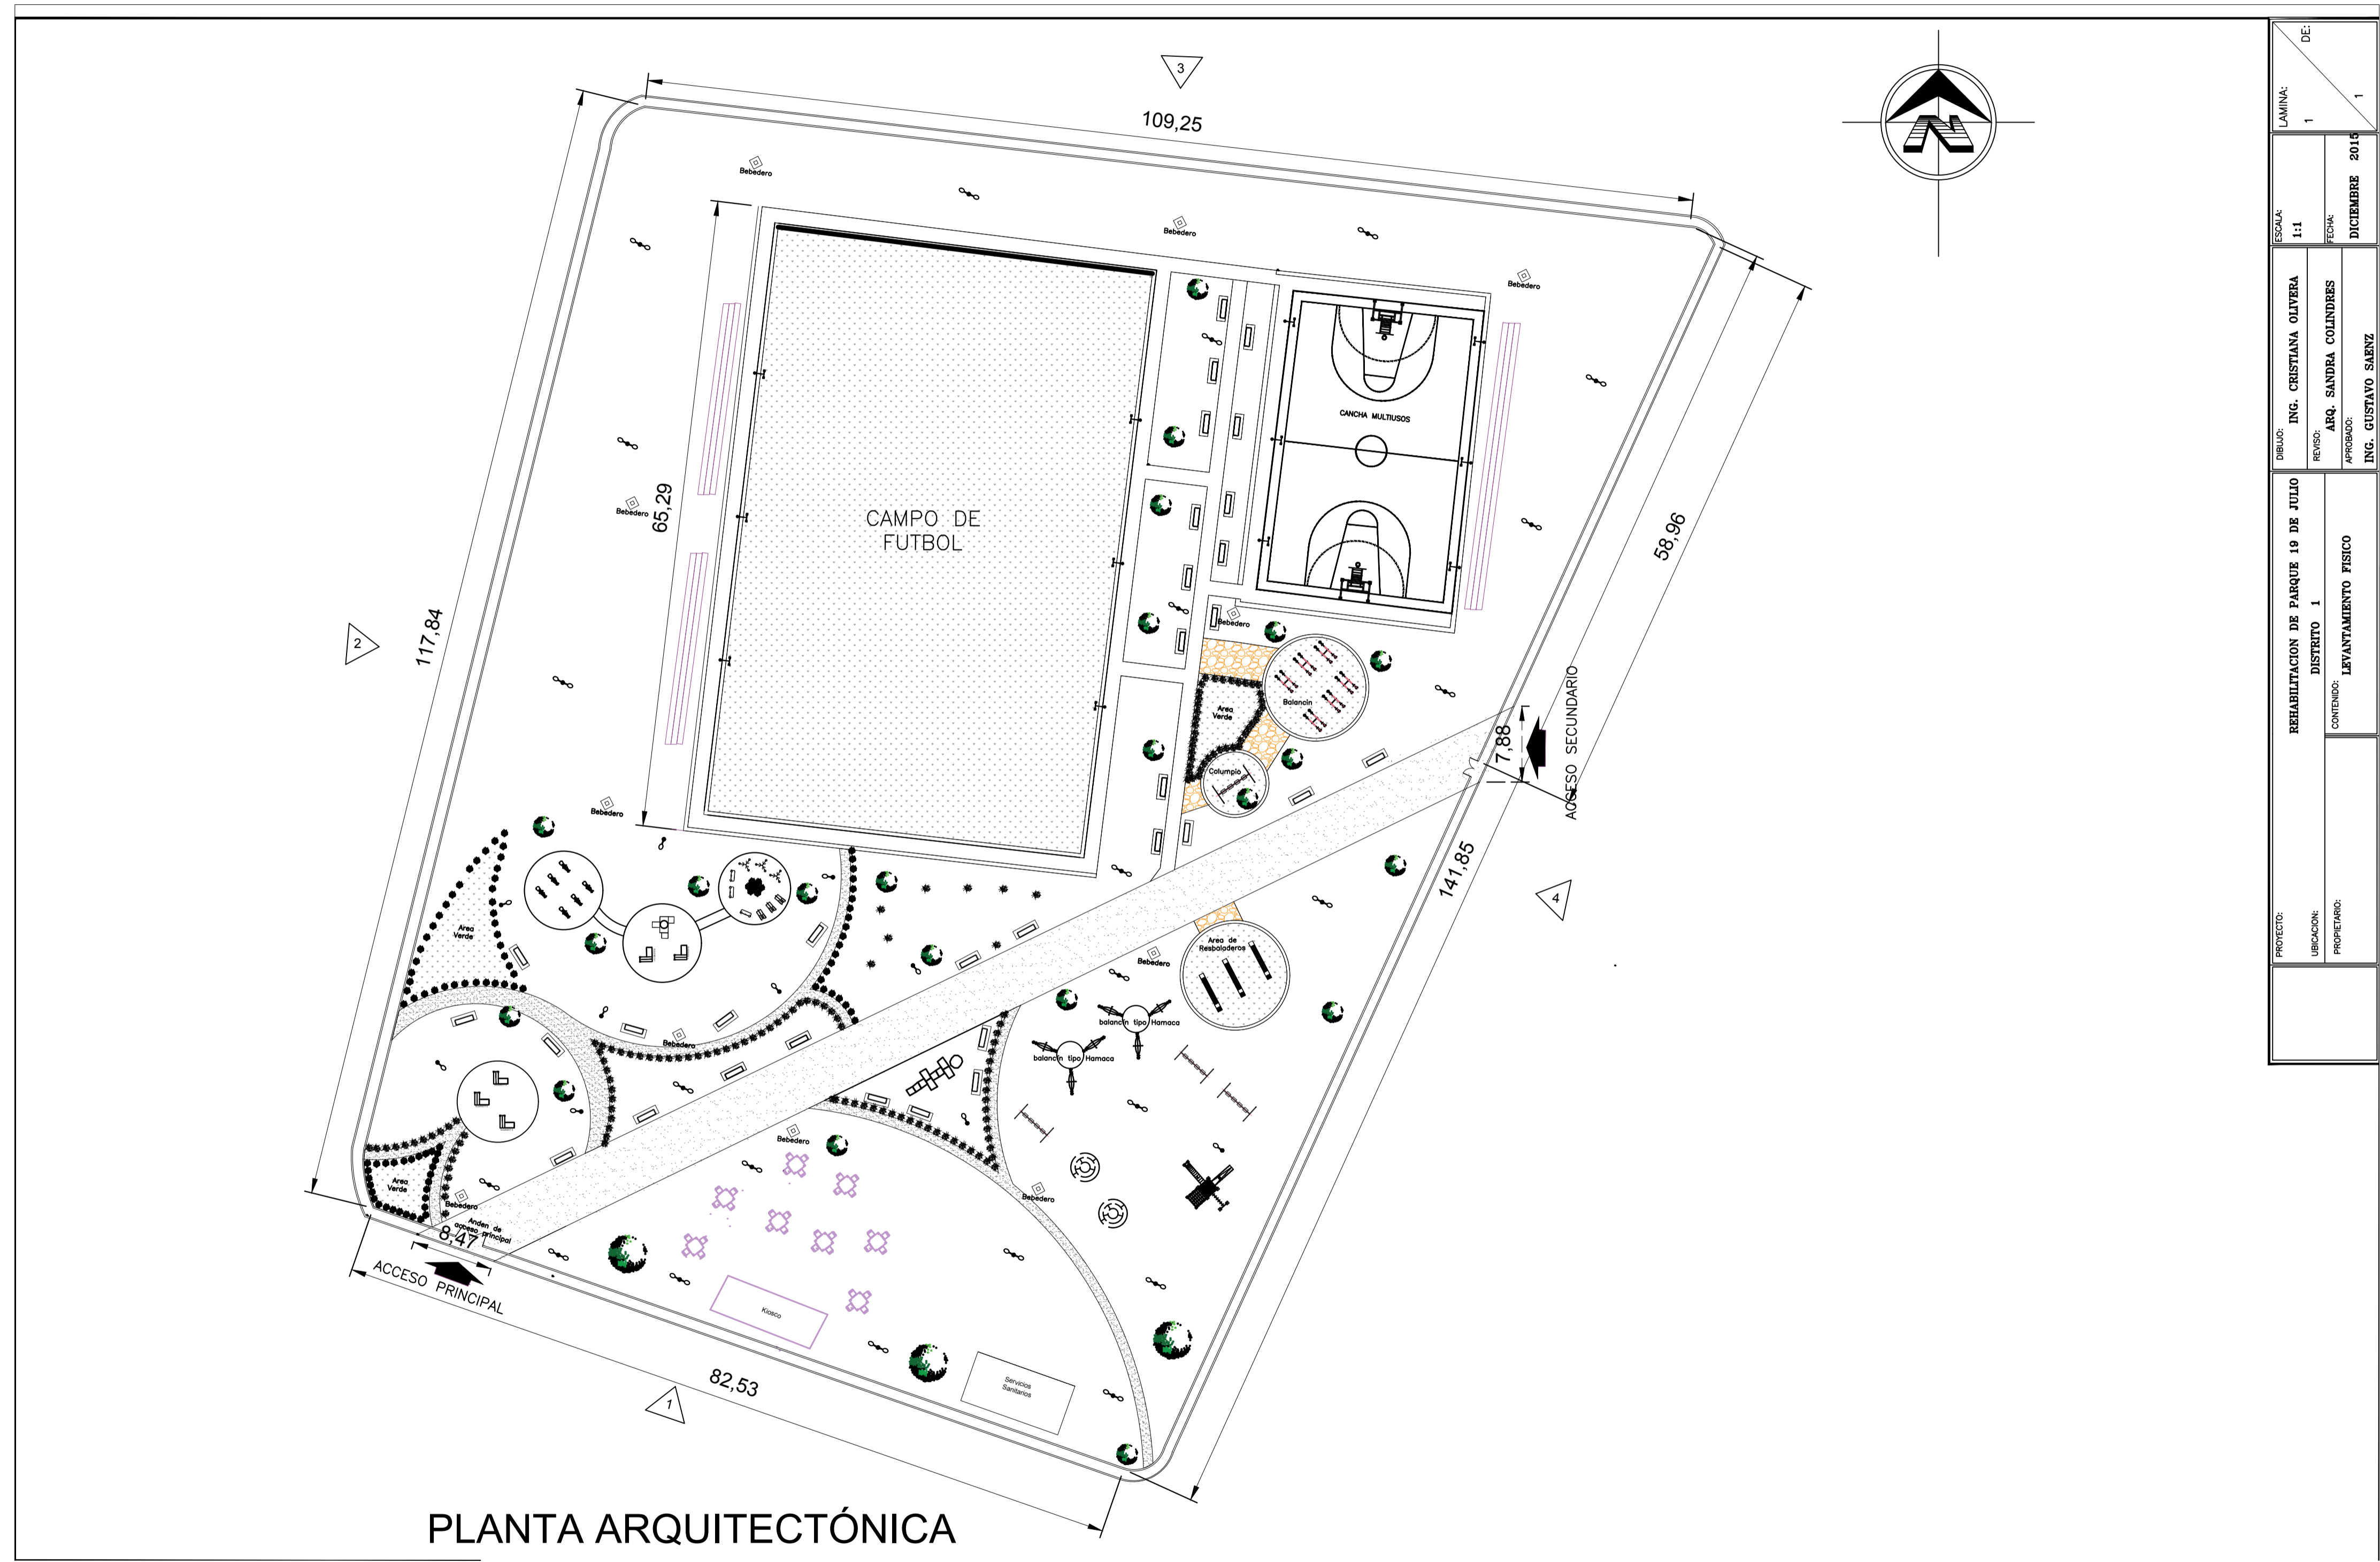 3
109,25
Bebedero
Bebedero
Bebedero
CANCHA MULTIUSOS
65,29
Bebedero
CAMPO DE
FUTBOL
58,96
2
117,84
Bebedero
Balancin
Area
Verde
Columpio
7,88
ACCESO SECUNDARIO
Bebedero
141,85
4
Area
Verde
Area de
Resbaladeros
Bebedero
balancin tipo Hamaca
balancin tipo Hamaca
Bebedero
Bebedero
Area
Verde
Bebedero
Bebedero
Anden de
acceso principal
8,47
ACCESO PRINCIPAL
Kiosco
Servicios
Sanitarios
82,53
1
PLANTA ARQUITECTÓNICA
N
LAMINA:
1
DE:
1
ESCALA:
1:1
FECHA:
DICIEMBRE 2015
DIBUJO:
ING. CRISTIANA OLIVERA
REVISO:
ARQ. SANDRA COLINDRES
APROBADO:
ING. GUSTAVO SAENZ
PROYECTO:
REHABILITACION DE PARQUE 19 DE JULIO
UBICACION:
DISTRITO 1
PROPIETARIO:
CONTENIDO:
LEVANTAMIENTO FISICO